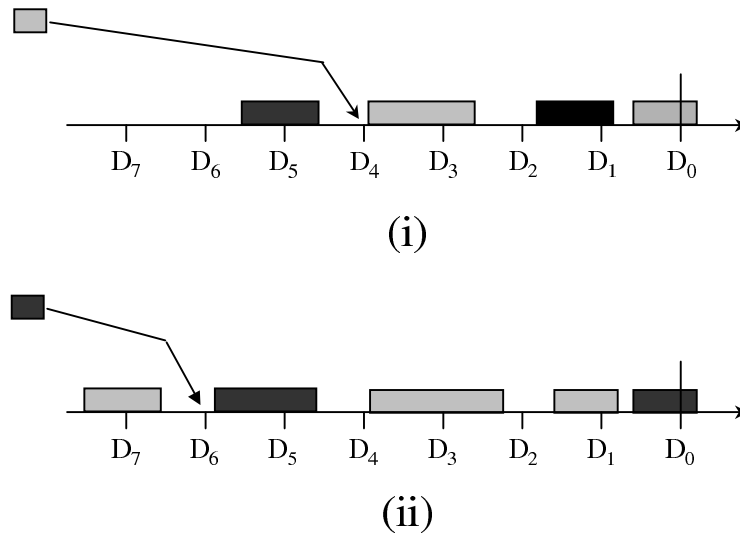 D₇ D₆ D₅ D₄ D₃ D₂ D₁ D₀
(i)
D₇ D₆ D₅ D₄ D₃ D₂ D₁ D₀
(ii)